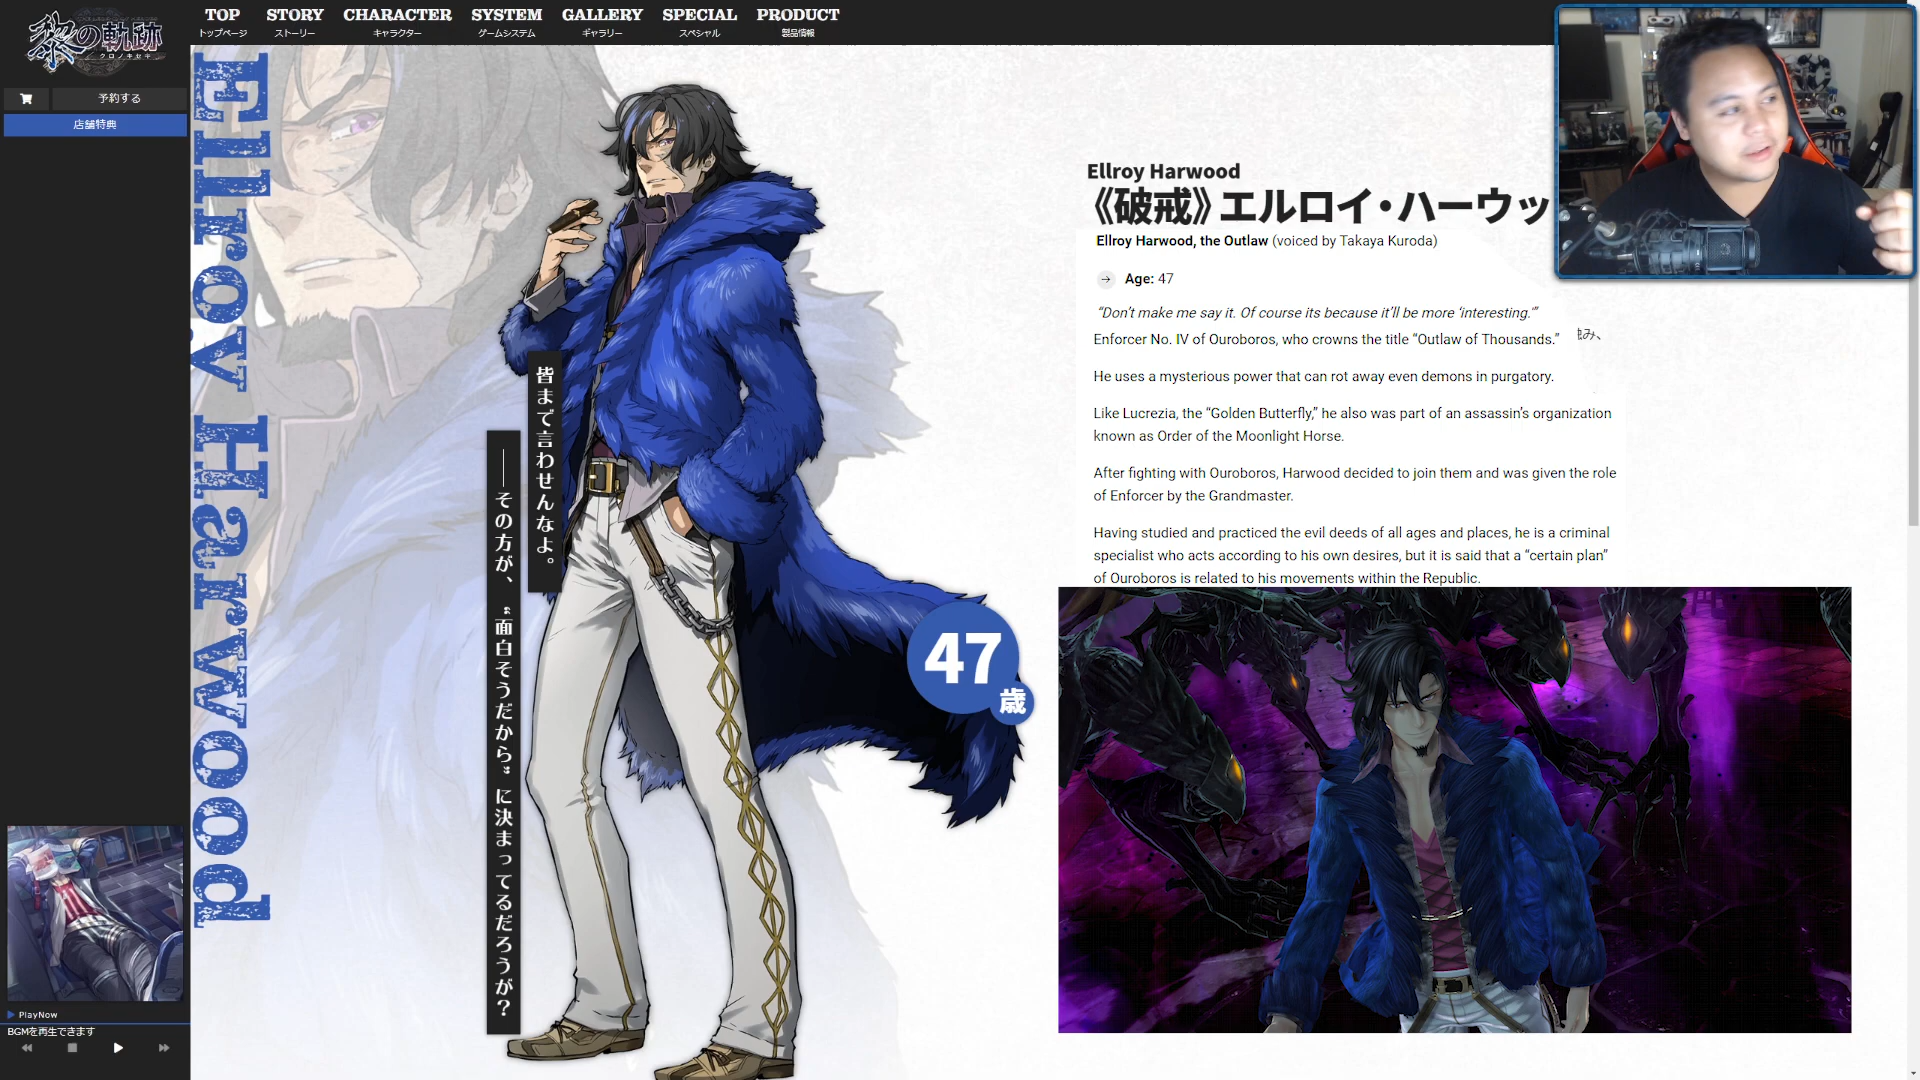 黎の軌跡
クロノキセキ
TOP
トップページ
STORY
ストーリー
CHARACTER
キャラクター
SYSTEM
ゲームシステム
GALLERY
ギャラリー
SPECIAL
スペシャル
PRODUCT
製品情報
予約する
店舗特典
Ellroy Harwood
皆まで言わせんなよ。
──その方が、“面白そうだから”に決まってるだろうが?
47
歳
Ellroy Harwood
《破戒》エルロイ・ハーウッ
Ellroy Harwood, the Outlaw (voiced by Takaya Kuroda)
Age: 47
“Don’t make me say it. Of course its because it’ll be more ‘interesting.’”
Enforcer No. IV of Ouroboros, who crowns the title “Outlaw of Thousands.”
He uses a mysterious power that can rot away even demons in purgatory.
Like Lucrezia, the “Golden Butterfly,” he also was part of an assassin’s organization
known as Order of the Moonlight Horse.
After fighting with Ouroboros, Harwood decided to join them and was given the role
of Enforcer by the Grandmaster.
Having studied and practiced the evil deeds of all ages and places, he is a criminal
specialist who acts according to his own desires, but it is said that a “certain plan”
of Ouroboros is related to his movements within the Republic.
PlayNow
BGMを再生できます